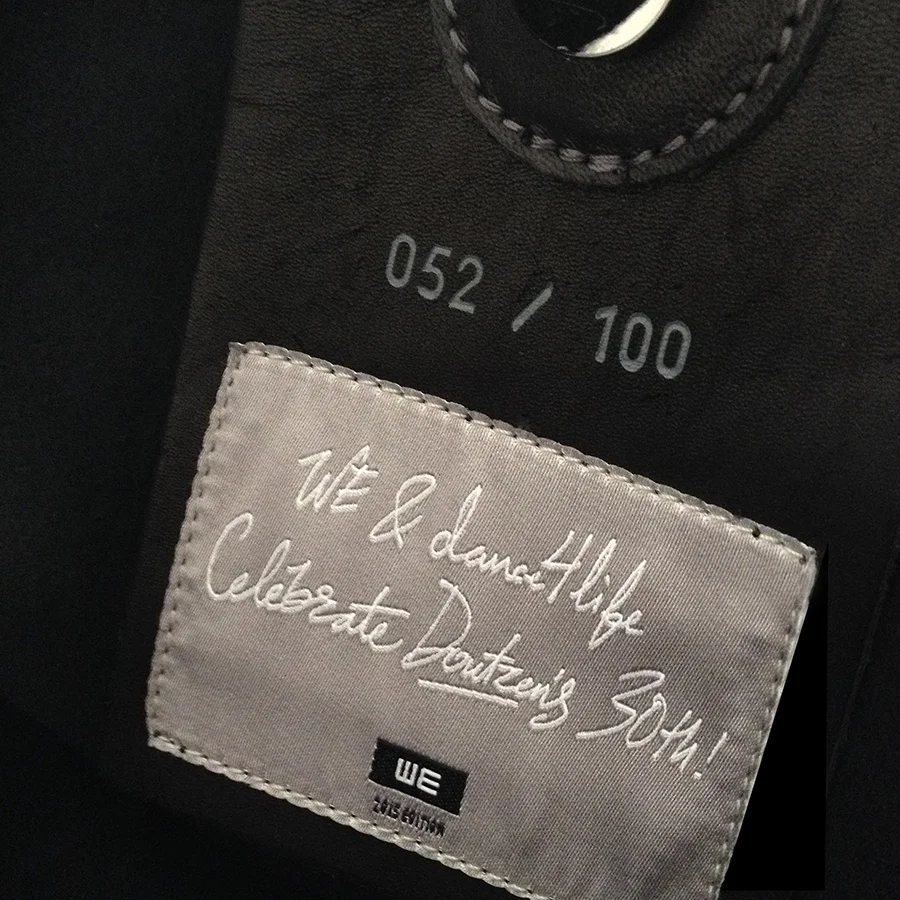 052 / 100
WE & dance4life
Celebrate Doutzen's 30th!
WE
2015 EDITION